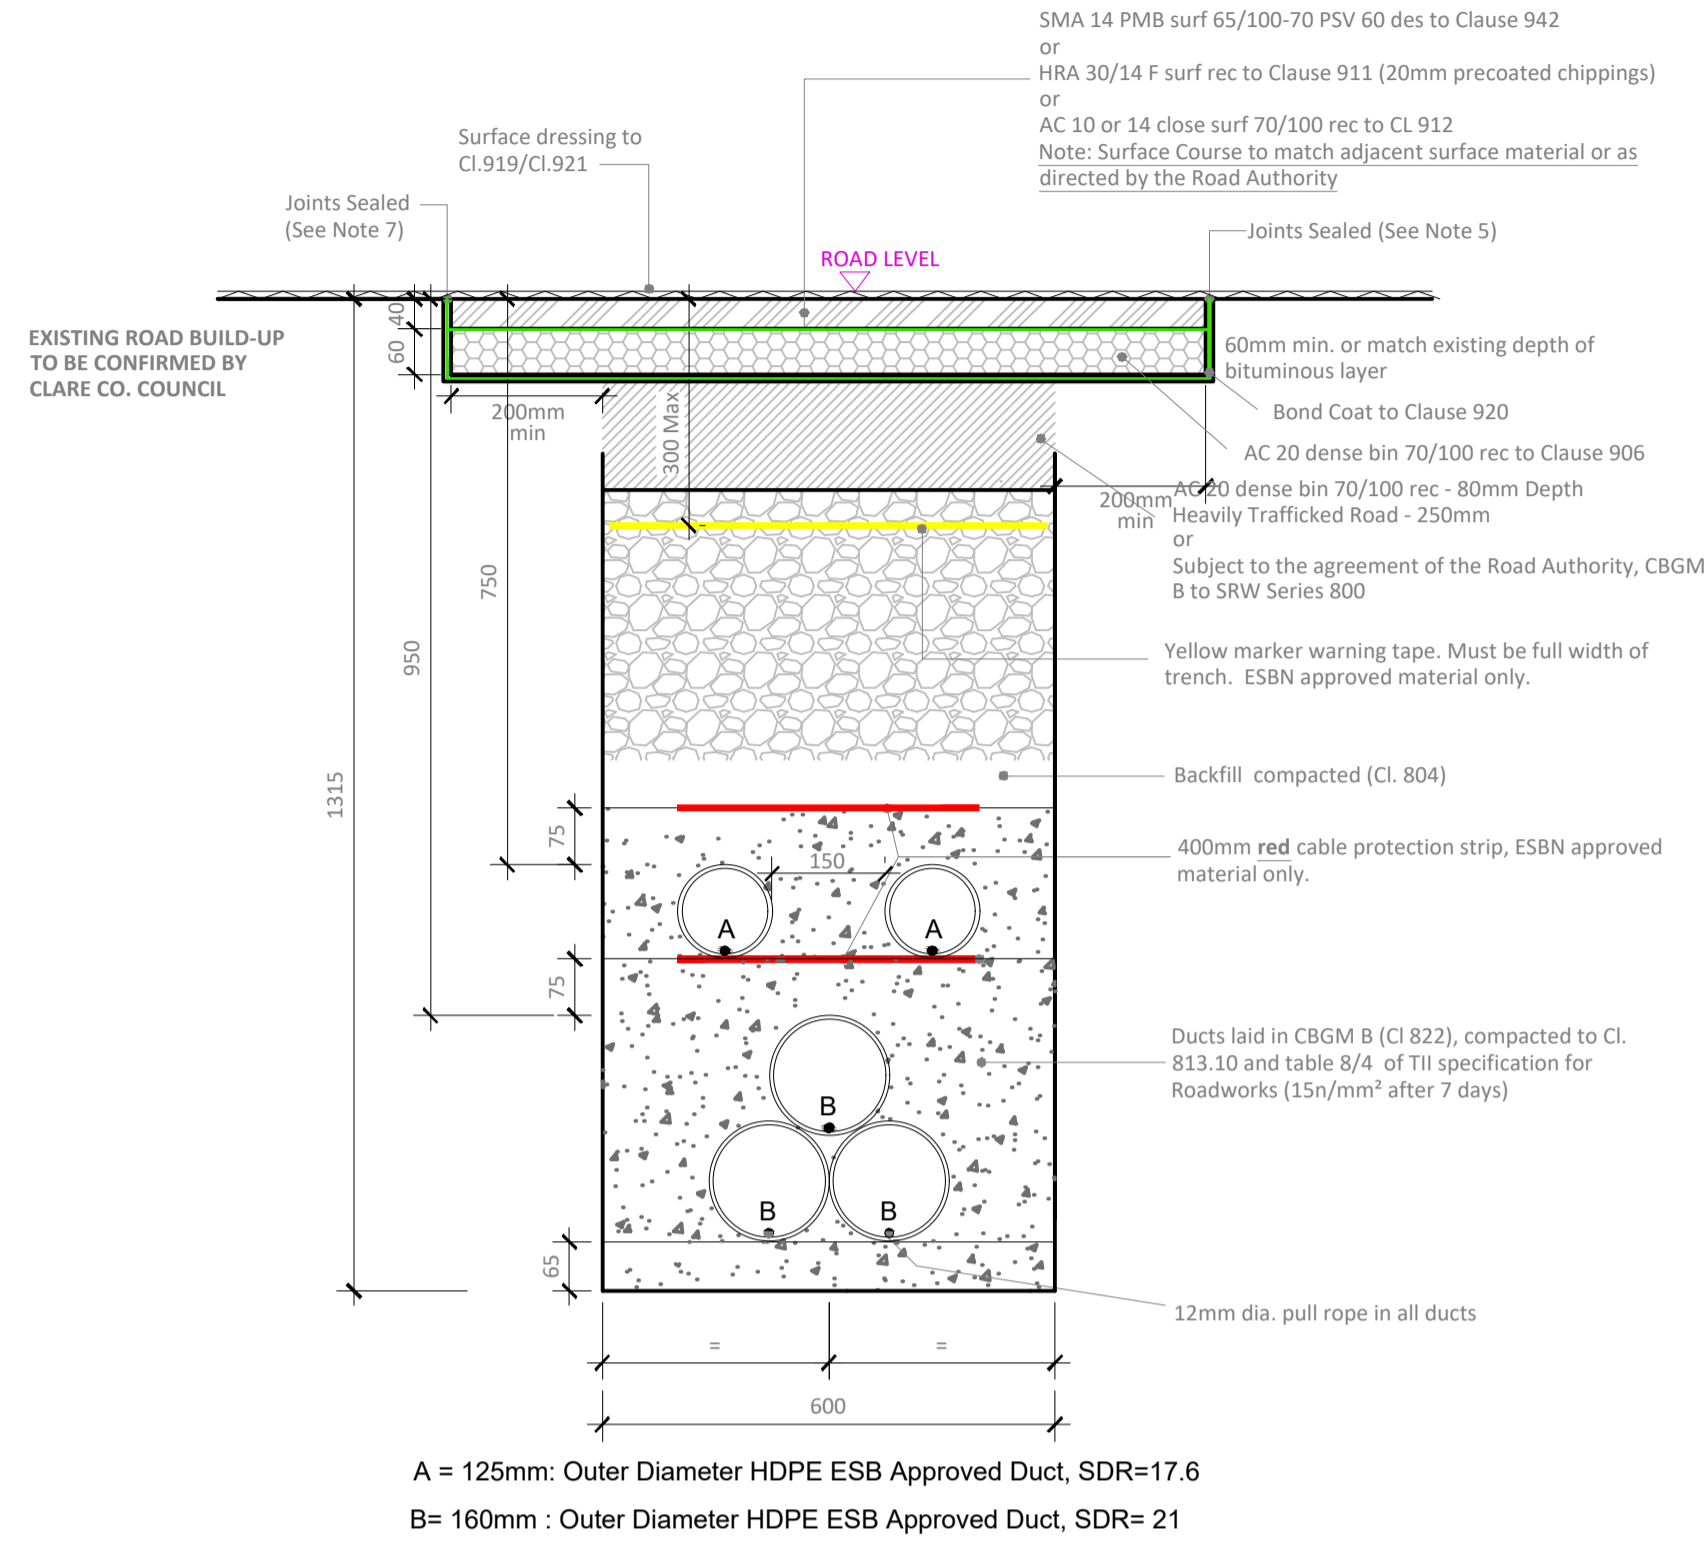 SMA 14 PMB surf 65/100-70 PSV 60 des to Clause 942
or
HRA 30/14 F surf rec to Clause 911 (20mm precoated chippings)
or
AC 10 or 14 close surf 70/100 rec to CL 912
Note: Surface Course to match adjacent surface material or as
directed by the Road Authority
Surface dressing to
Cl.919/Cl.921
Joints Sealed
(See Note 7)
Joints Sealed (See Note 5)
ROAD LEVEL
EXISTING ROAD BUILD-UP
TO BE CONFIRMED BY
CLARE CO. COUNCIL
40
60
60mm min. or match existing depth of
bituminous layer
Bond Coat to Clause 920
AC 20 dense bin 70/100 rec to Clause 906
200mm
min
300 Max
200mm
min
AC 20 dense bin 70/100 rec - 80mm Depth
Heavily Trafficked Road - 250mm
or
Subject to the agreement of the Road Authority, CBGM
B to SRW Series 800
750
950
1315
Yellow marker warning tape. Must be full width of
trench. ESBN approved material only.
Backfill compacted (Cl. 804)
75
150
400mm red cable protection strip, ESBN approved
material only.
A
A
75
Ducts laid in CBGM B (Cl 822), compacted to Cl.
813.10 and table 8/4 of TII specification for
Roadworks (15n/mm² after 7 days)
B
B
B
65
12mm dia. pull rope in all ducts
=
=
600
A = 125mm: Outer Diameter HDPE ESB Approved Duct, SDR=17.6
B= 160mm : Outer Diameter HDPE ESB Approved Duct, SDR= 21